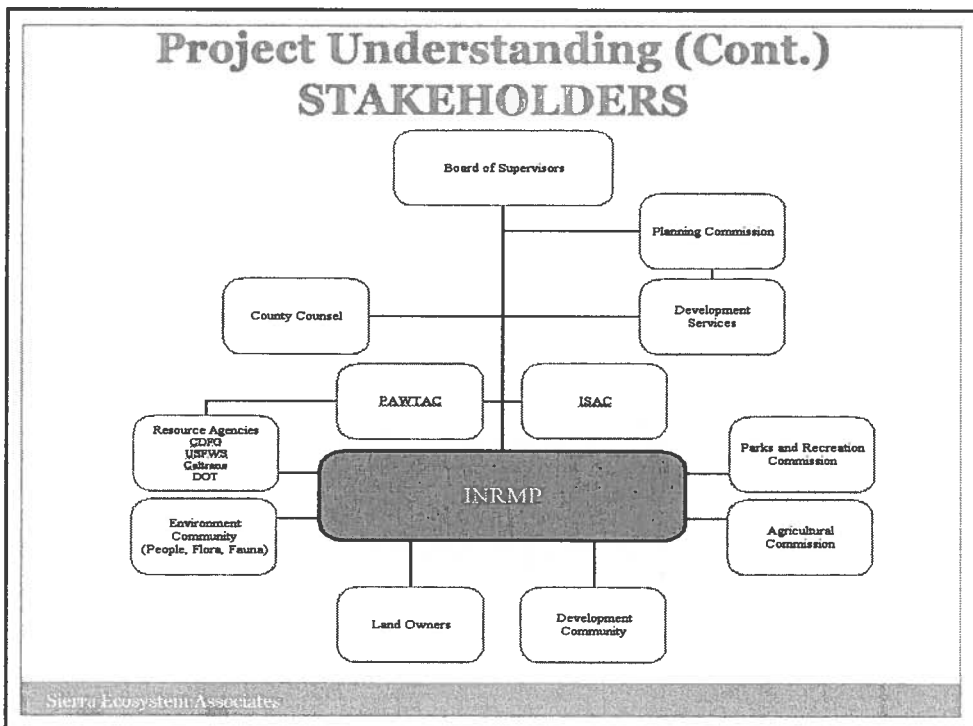 Project Understanding (Cont.)
STAKEHOLDERS
Board of Supervisors
Planning Commission
County Counsel
Development
Services
PAWTAC
ISAC
Resource Agencies
CDFG
USFWS
Caltrans
DOT
Parks and Recreation
Commission
INRMP
Environment
Community
(People, Flora, Fauna)
Agricultural
Commission
Land Owners
Development
Community
Sierra Ecosystem Associates